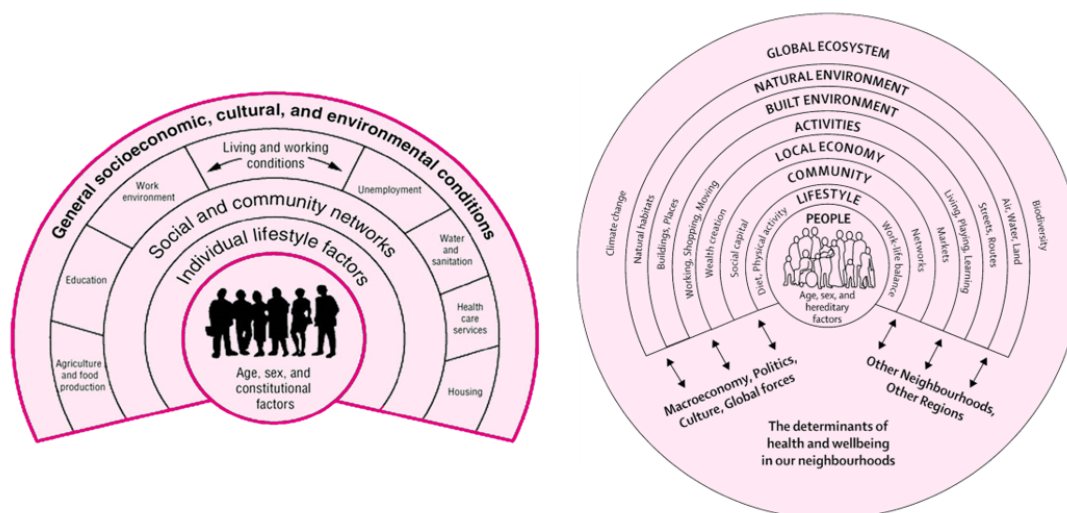 General socioeconomic, cultural, and environmental conditions
Living and working
conditions
Work
environment
Unemployment
Education
Water
and
sanitation
Agriculture
and food
production
Health
care
services
Housing
Social and community networks
Individual lifestyle factors
Age, sex, and
constitutional
factors
GLOBAL ECOSYSTEM
NATURAL ENVIRONMENT
BUILT ENVIRONMENT
ACTIVITIES
LOCAL ECONOMY
COMMUNITY
LIFESTYLE
PEOPLE
Age, sex, and
hereditary
factors
Climate change
Natural habitats
Buildings, Places
Working, Shopping, Moving
Wealth creation
Social capital
Diet, Physical activity
Work-life balance
Networks
Markets
Living, Playing, Learning
Streets, Routes
Air, Water, Land
Biodiversity
Macroeconomy, Politics,
Culture, Global forces
Other Neighbourhoods,
Other Regions
The determinants of
health and wellbeing
in our neighbourhoods